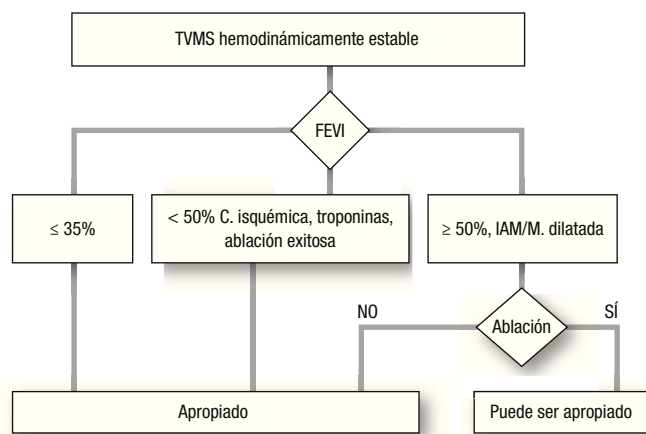 TVMS hemodinámicamente estable
FEVI
≤ 35%
< 50% C. isquémica, troponinas,
ablación exitosa
≥ 50%, IAM/M. dilatada
NO
Ablación
SÍ
Apropiado
Puede ser apropiado